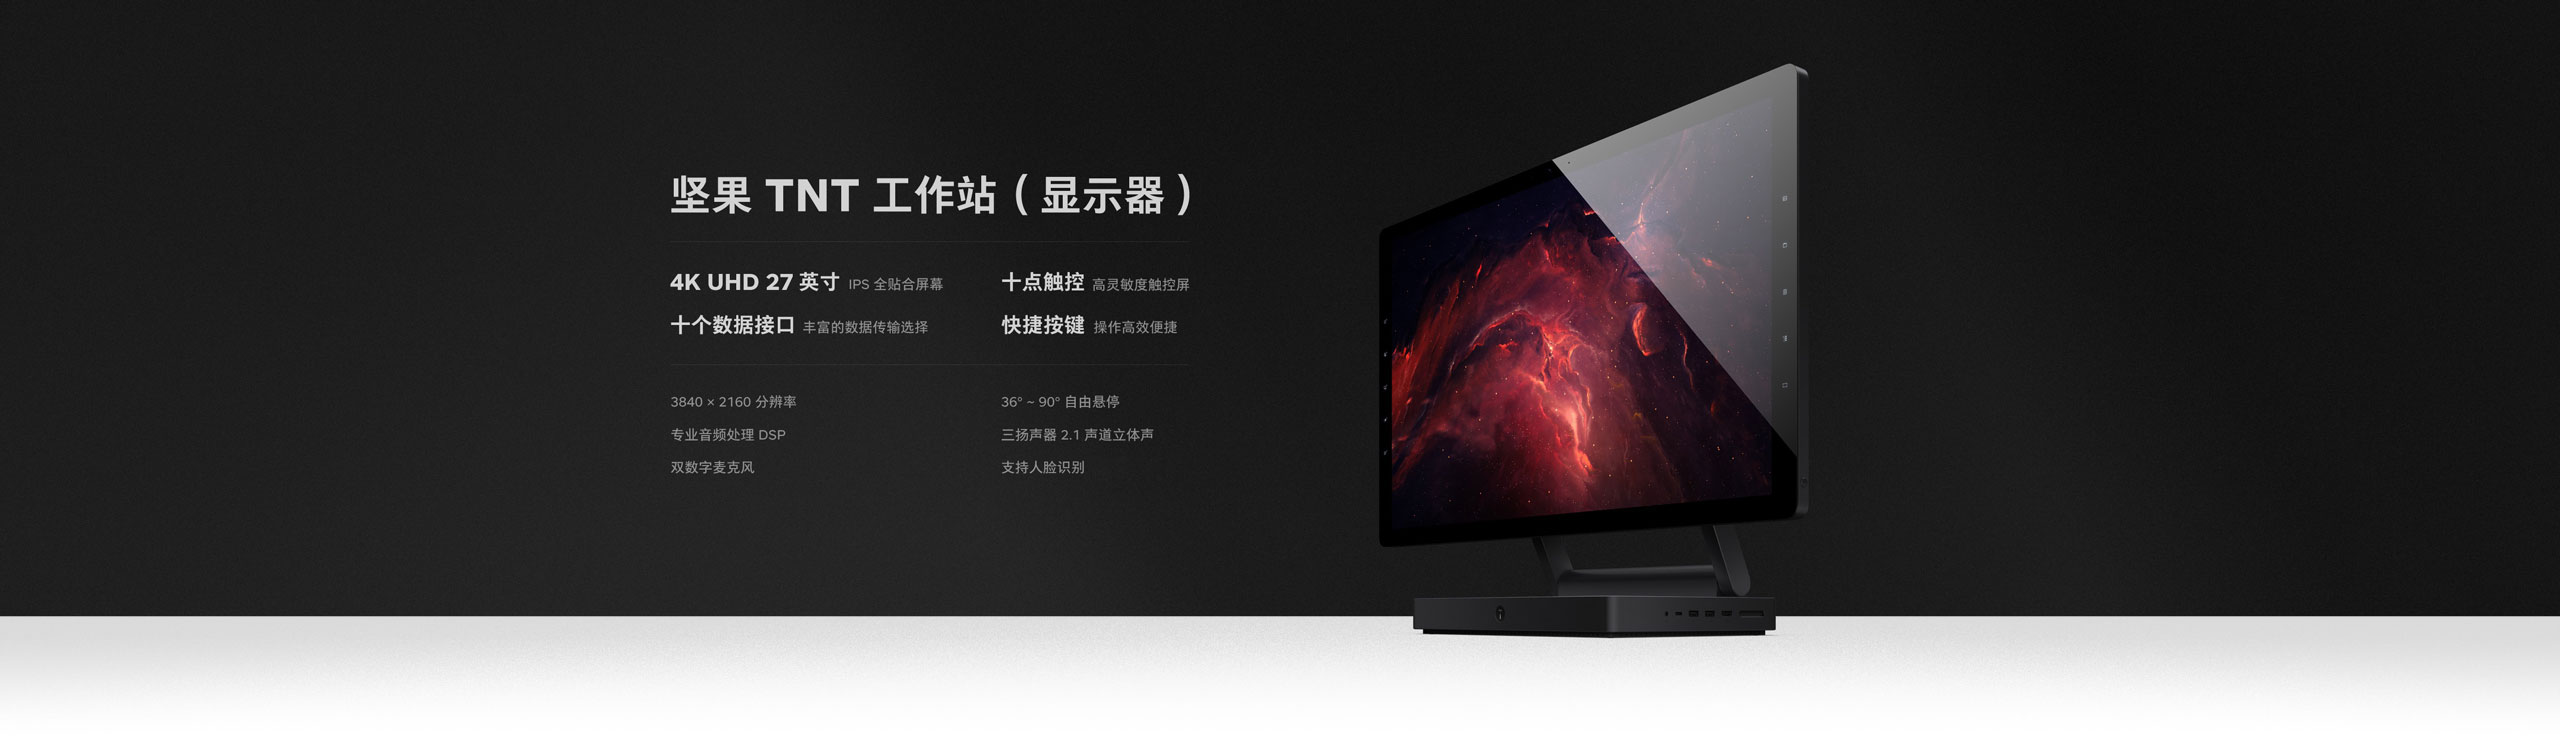 坚果 TNT 工作站（显示器）
4K UHD 27 英寸 IPS 全贴合屏幕
十点触控 高灵敏度触控屏
十个数据接口 丰富的数据传输选择
快捷按键 操作高效便捷
3840 × 2160 分辨率
36° ~ 90° 自由悬停
专业音频处理 DSP
三扬声器 2.1 声道立体声
双数字麦克风
支持人脸识别